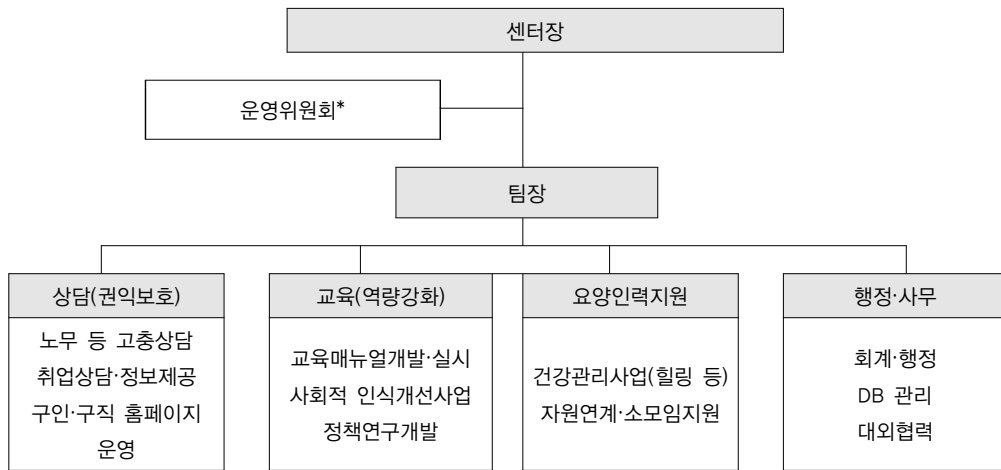 센터장
운영위원회*
팀장
상담(권익보호)
노무 등 고충상담
취업상담·정보제공
구인·구직 홈페이지
운영
교육(역량강화)
교육매뉴얼개발·실시
사회적 인식개선사업
정책연구개발
요양인력지원
건강관리사업(힐링 등)
자원연계·소모임지원
행정·사무
회계·행정
DB 관리
대외협력